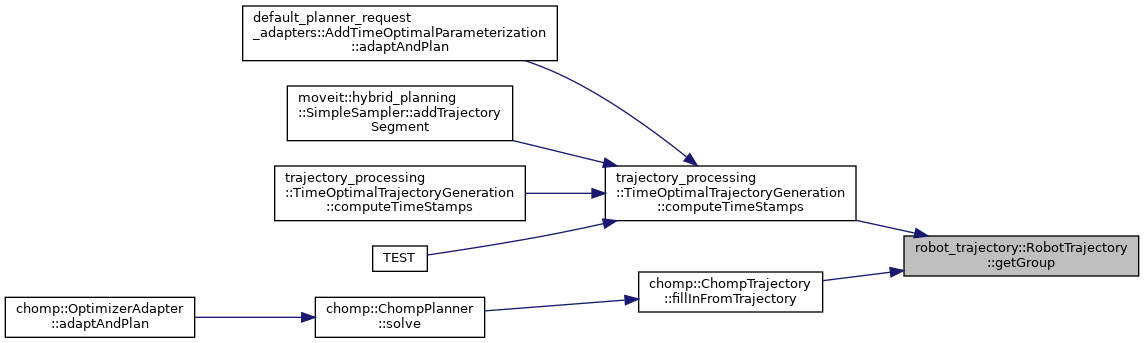 default_planner_request
_adapters::AddTimeOptimalParameterization
::adaptAndPlan
moveit::hybrid_planning
::SimpleSampler::addTrajectory
Segment
trajectory_processing
::TimeOptimalTrajectoryGeneration
::computeTimeStamps
trajectory_processing
::TimeOptimalTrajectoryGeneration
::computeTimeStamps
TEST
robot_trajectory::RobotTrajectory
::getGroup
chomp::ChompTrajectory
::fillInFromTrajectory
chomp::OptimizerAdapter
::adaptAndPlan
chomp::ChompPlanner
::solve